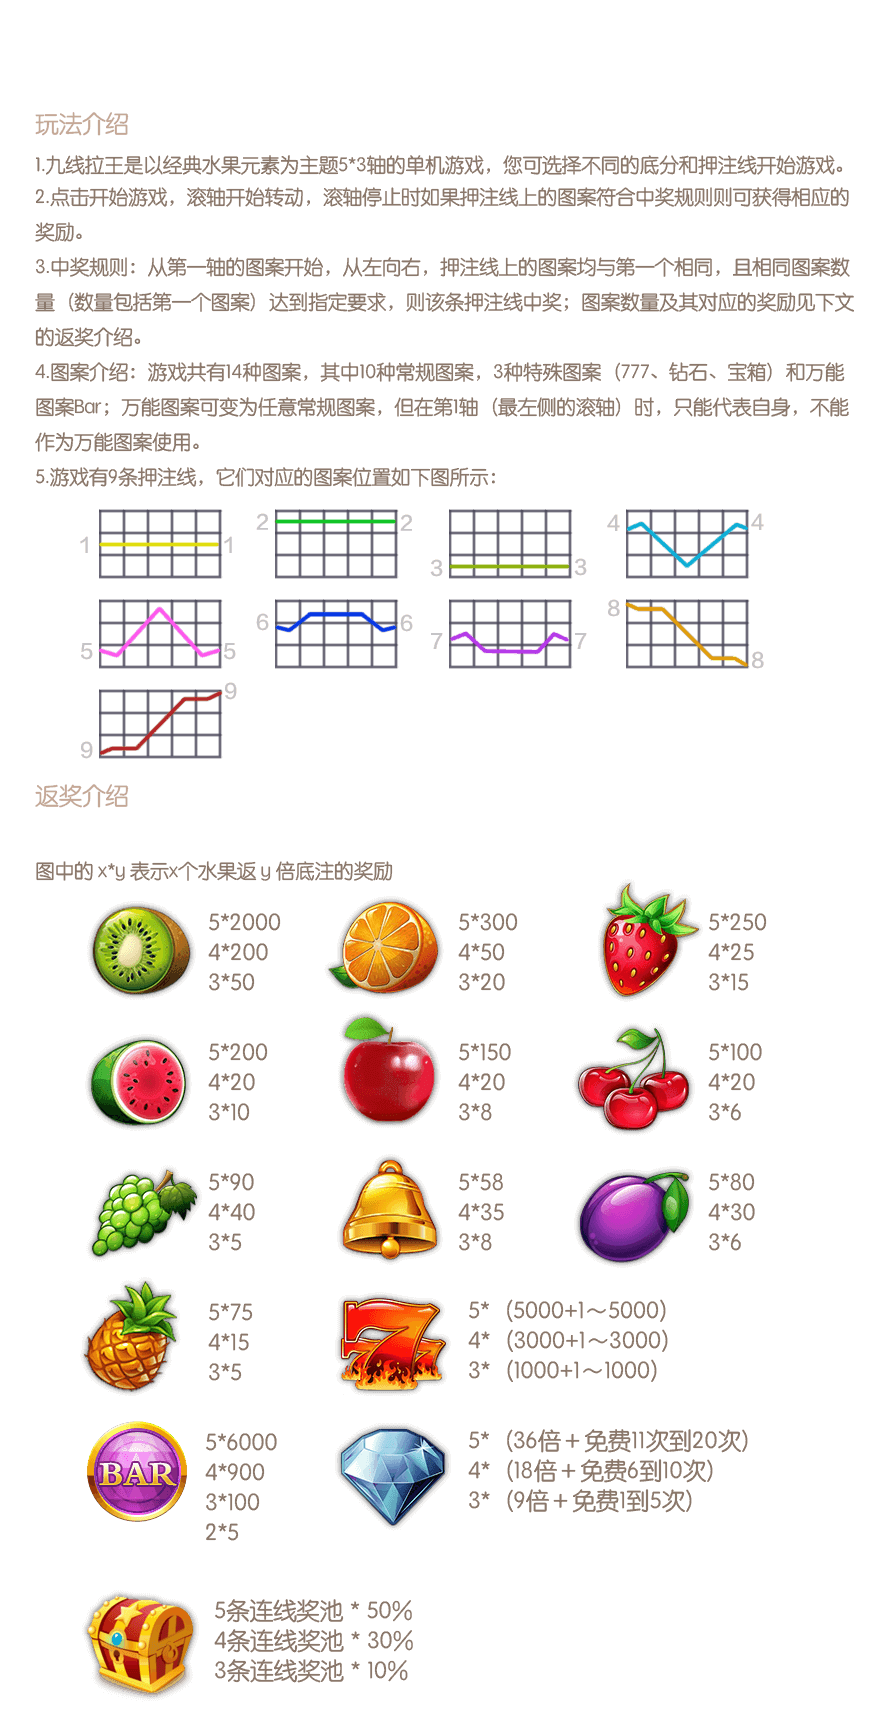 玩法介绍
1.九线拉王是以经典水果元素为主题5*3轴的单机游戏，您可选择不同的底分和押注线开始游戏。
2.点击开始游戏，滚轴开始转动，滚轴停止时如果押注线上的图案符合中奖规则则可获得相应的
奖励。
3.中奖规则：从第一轴的图案开始，从左向右，押注线上的图案均与第一个相同，且相同图案数
量（数量包括第一个图案）达到指定要求，则该条押注线中奖；图案数量及其对应的奖励见下文
的返奖介绍。
4.图案介绍：游戏共有14种图案，其中10种常规图案，3种特殊图案（777、钻石、宝箱）和万能
图案Bar；万能图案可变为任意常规图案，但在第1轴（最左侧的滚轴）时，只能代表自身，不能
作为万能图案使用。
5.游戏有9条押注线，它们对应的图案位置如下图所示：
1 1 2 2 3 3 4 4
5 5 6 6 7 7 8 8
9 9
返奖介绍
图中的 x*y 表示x个水果返 y 倍底注的奖励
5*2000 5*300 5*250
4*200 4*50 4*25
3*50 3*20 3*15
5*200 5*150 5*100
4*20 4*20 4*20
3*10 3*8 3*6
5*90 5*58 5*80
4*40 4*35 4*30
3*5 3*8 3*6
5*75 5* （5000+1～5000）
4*15 4* （3000+1～3000）
3*5 3* （1000+1～1000）
BAR
5*6000 5* （36倍＋免费11次到20次）
4*900 4* （18倍＋免费6到10次）
3*100 3* （9倍＋免费1到5次）
2*5
5条连线奖池 * 50%
4条连线奖池 * 30%
3条连线奖池 * 10%